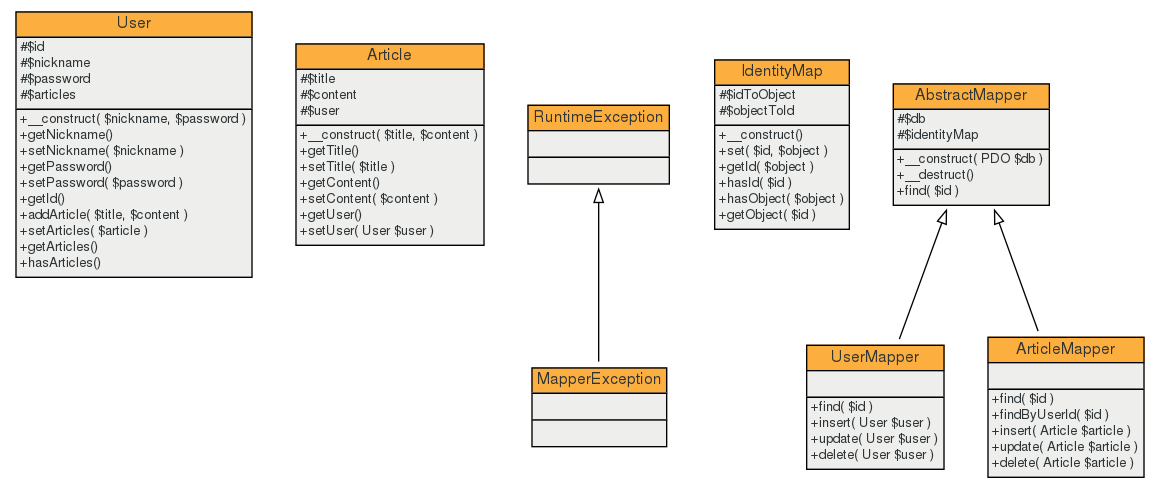 User
#$id
#$nickname
#$password
#$articles
+__construct( $nickname, $password )
+getNickname()
+setNickname( $nickname )
+getPassword()
+setPassword( $password )
+getId()
+addArticle( $title, $content )
+setArticles( $article )
+getArticles()
+hasArticles()
Article
#$title
#$content
#$user
+__construct( $title, $content )
+getTitle()
+setTitle( $title )
+getContent()
+setContent( $content )
+getUser()
+setUser( User $user )
RuntimeException
MapperException
IdentityMap
#$idToObject
#$objectToId
+__construct()
+set( $id, $object )
+getId( $object )
+hasId( $id )
+hasObject( $object )
+getObject( $id )
AbstractMapper
#$db
#$identityMap
+__construct( PDO $db )
+__destruct()
+find( $id )
UserMapper
+find( $id )
+insert( User $user )
+update( User $user )
+delete( User $user )
ArticleMapper
+find( $id )
+findByUserId( $id )
+insert( Article $article )
+update( Article $article )
+delete( Article $article )